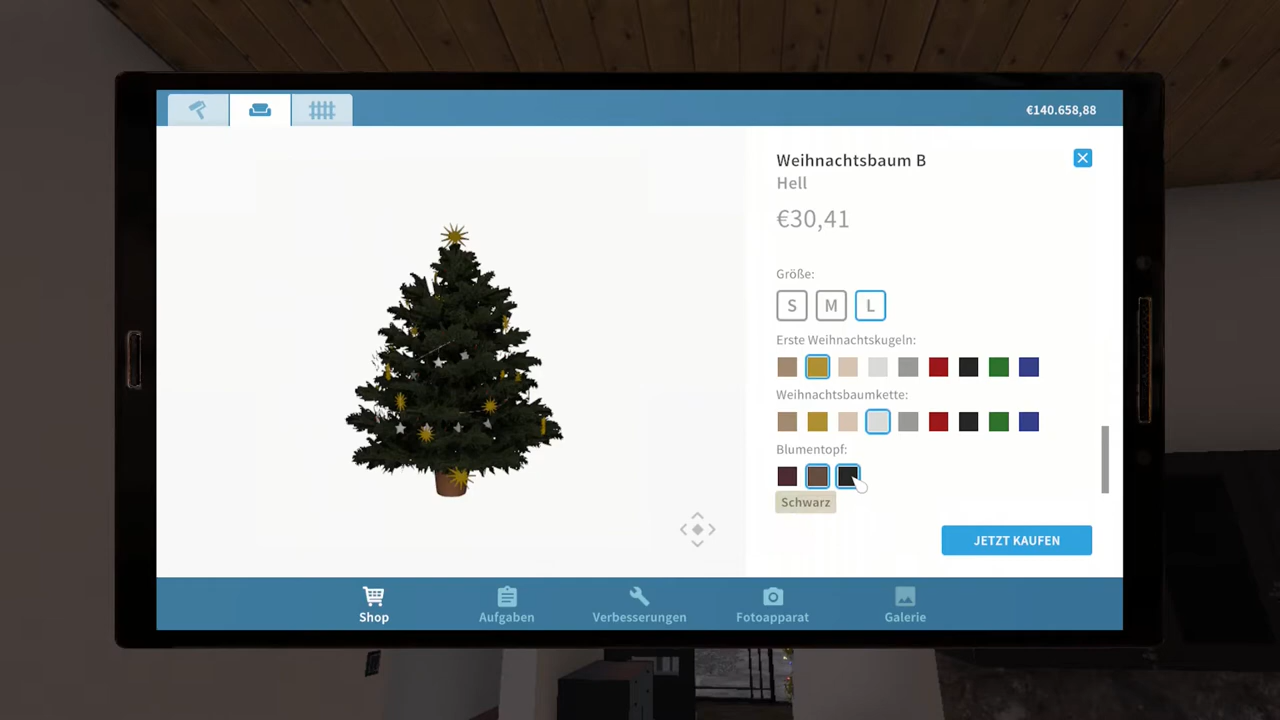 €140.658,88
Weihnachtsbaum B
Hell
€30,41
Größe:
S M L
Erste Weihnachtskugeln:
Weihnachtsbaumkette:
Blumentopf:
Schwarz
JETZT KAUFEN
Shop Aufgaben Verbesserungen Fotoapparat Galerie